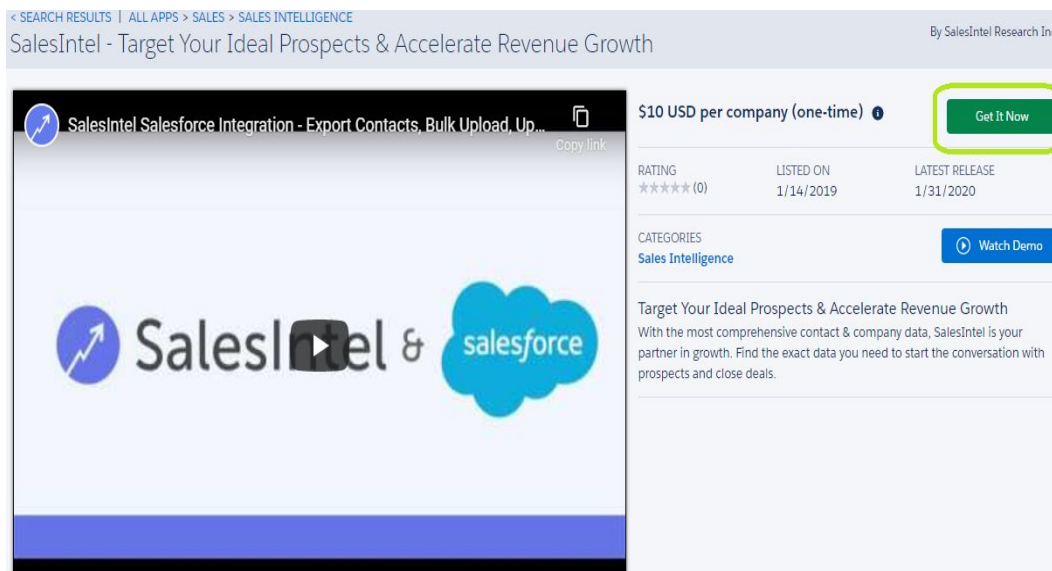 < SEARCH RESULTS | ALL APPS > SALES > SALES INTELLIGENCE
SalesIntel - Target Your Ideal Prospects & Accelerate Revenue Growth
By SalesIntel Research In
SalesIntel Salesforce Integration - Export Contacts, Bulk Upload, Up...
Copy link
SalesIntel & salesforce
$10 USD per company (one-time)
Get It Now
RATING LISTED ON LATEST RELEASE
(0) 1/14/2019 1/31/2020
CATEGORIES
Sales Intelligence
Watch Demo
Target Your Ideal Prospects & Accelerate Revenue Growth
With the most comprehensive contact & company data, SalesIntel is your
partner in growth. Find the exact data you need to start the conversation with
prospects and close deals.